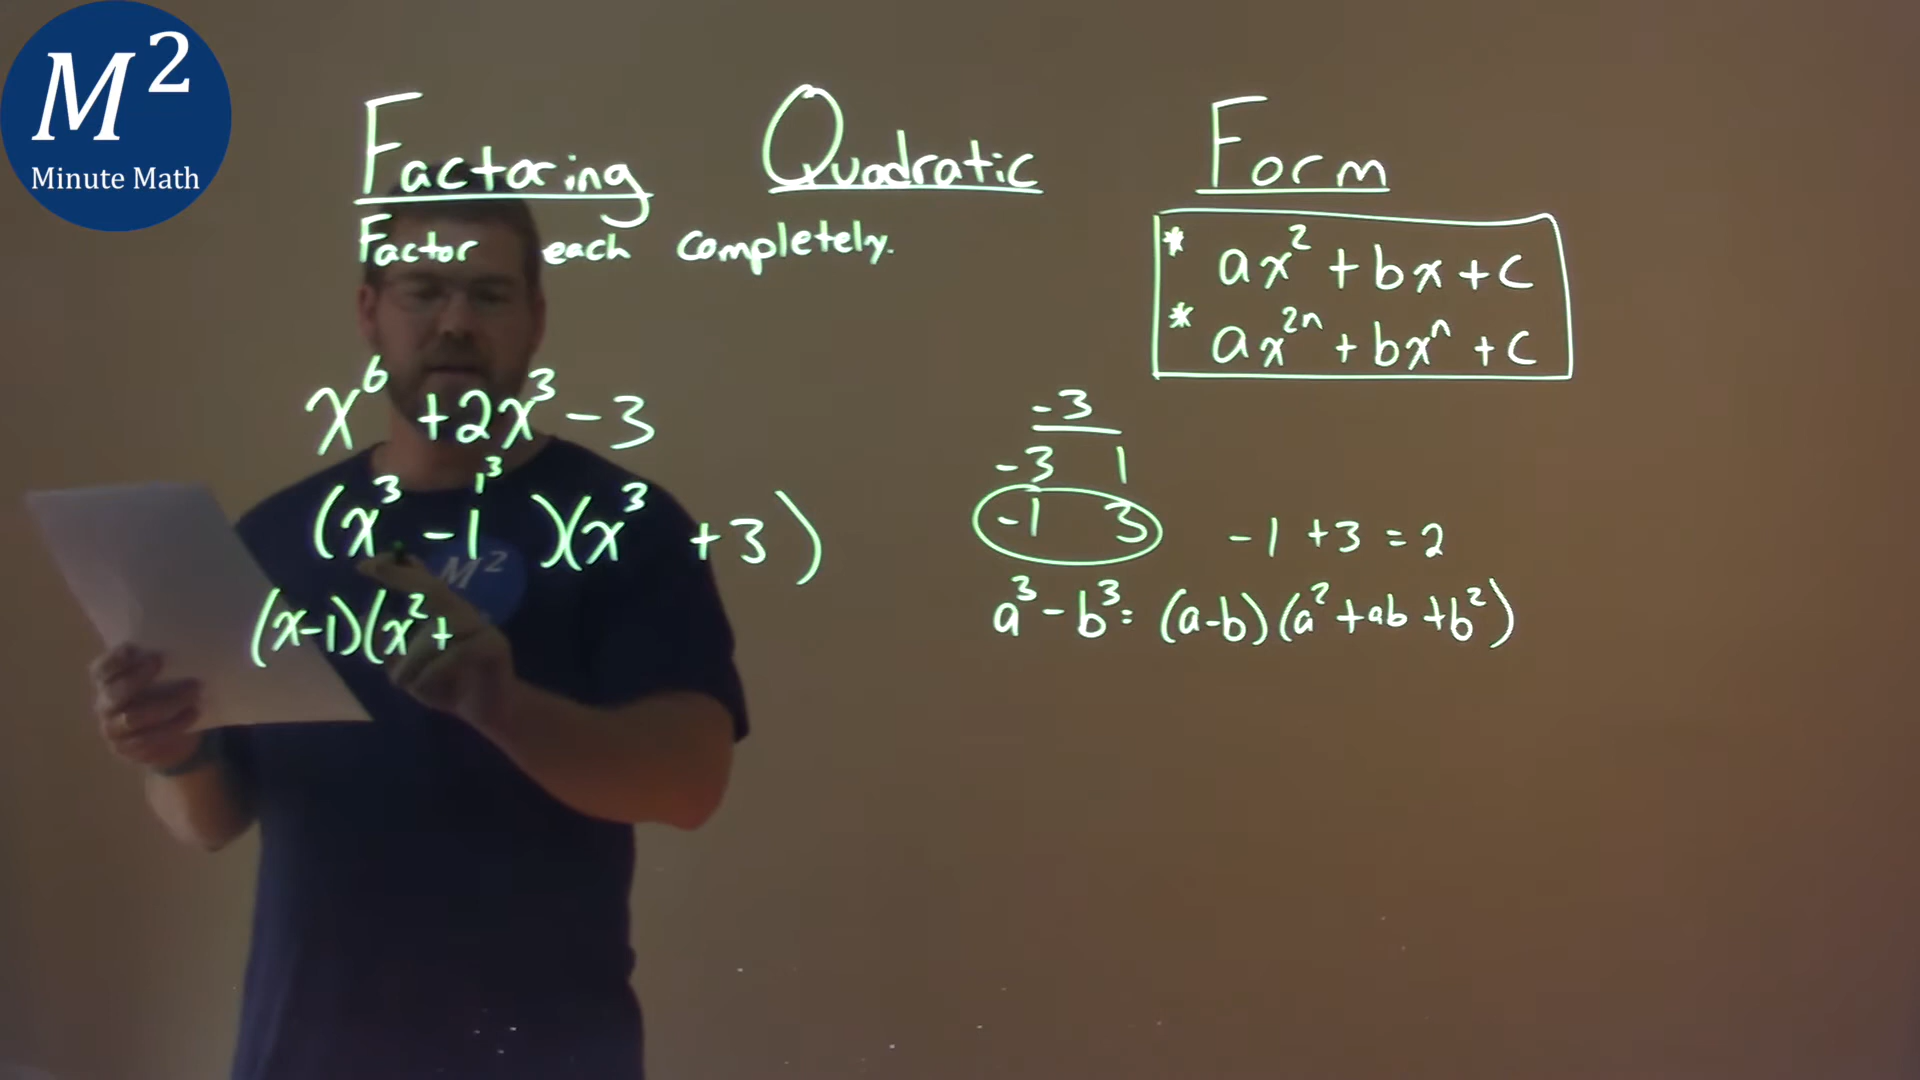 M²
Minute Math
Factoring Quadratic Form
Factor each completely.
* ax² + bx + c
* ax²ⁿ + bxⁿ + c
x⁶ + 2x³ - 3
-3
-3 1
-1 3
(x³ - 1³)(x³ + 3)
-1 + 3 = 2
a³ - b³ = (a-b)(a² + ab + b²)
(x-1)(x² +
M²